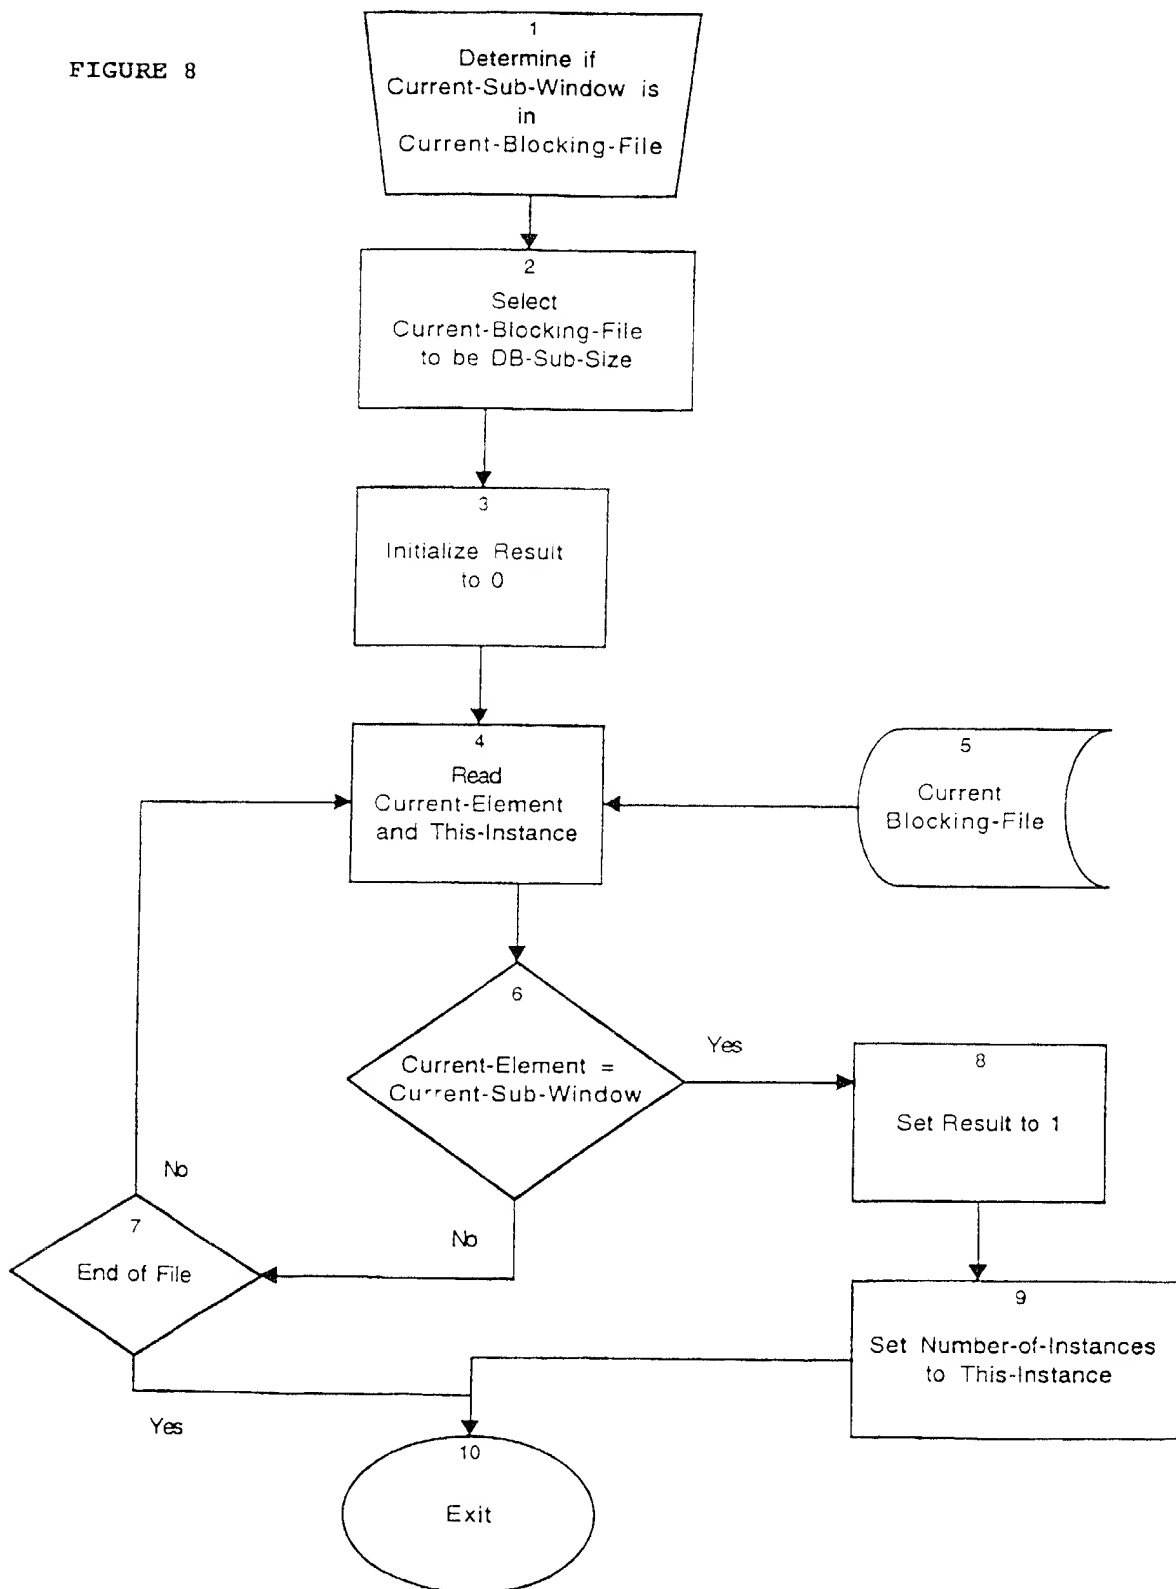 FIGURE 8
1
Determine if
Current-Sub-Window is
in
Current-Blocking-File
2
Select
Current-Blocking-File
to be DB-Sub-Size
3
Initialize Result
to 0
4
Read
Current-Element
and This-Instance
5
Current
Blocking-File
6
Current-Element =
Current-Sub-Window
Yes
8
Set Result to 1
No
7
End of File
No
9
Set Number-of-Instances
to This-Instance
Yes
10
Exit